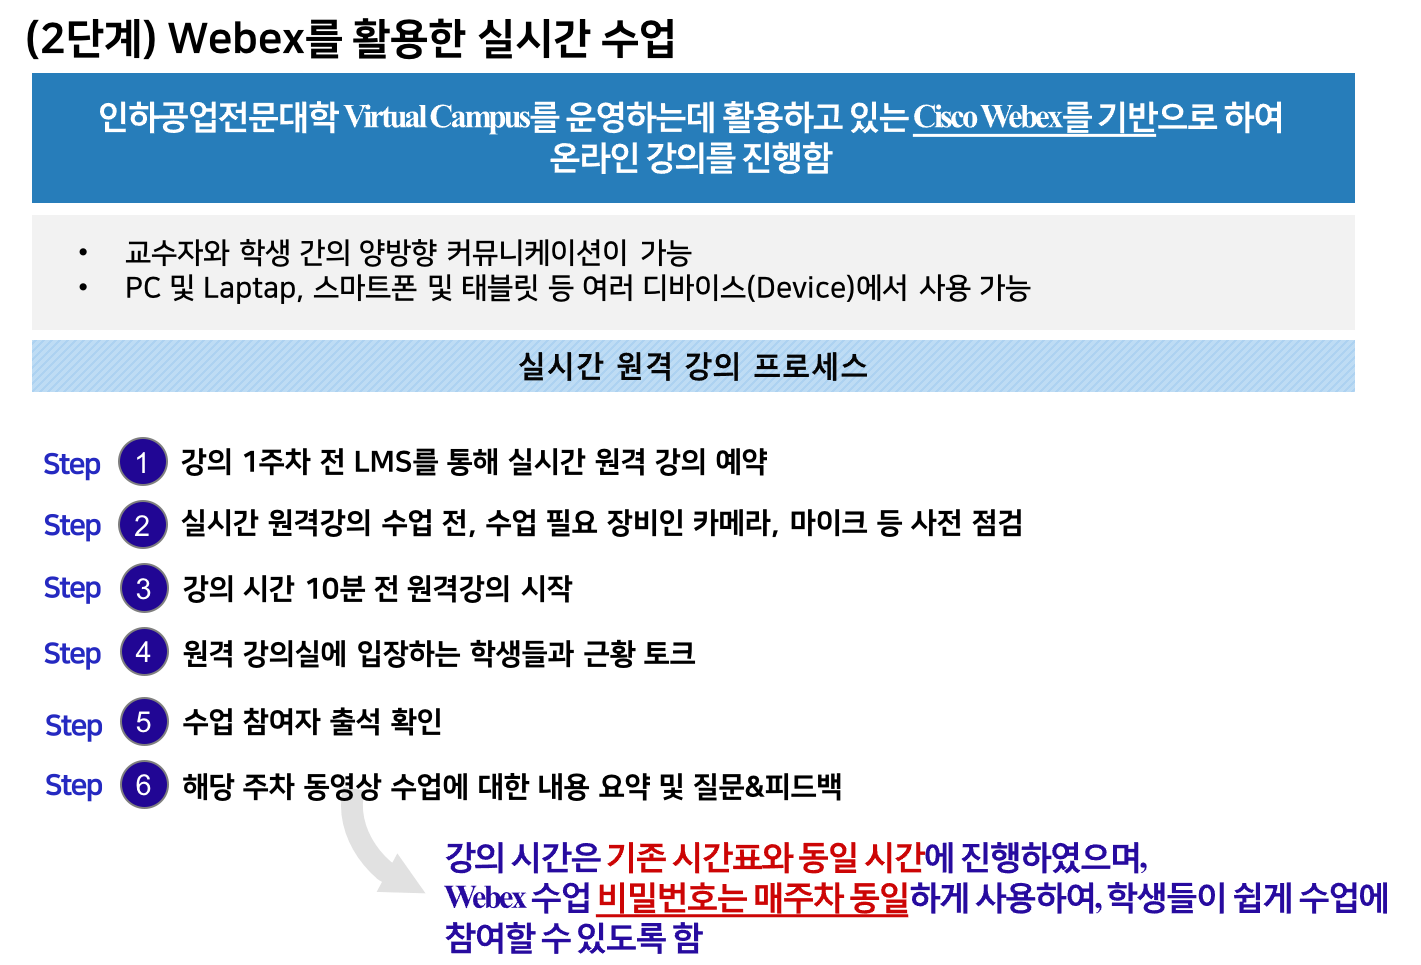 (2단계) Webex를 활용한 실시간 수업
인하공업전문대학 Virtual Campus를 운영하는데 활용하고 있는 Cisco Webex를 기반으로 하여
온라인 강의를 진행함
• 교수자와 학생 간의 양방향 커뮤니케이션이 가능
• PC 및 Laptap, 스마트폰 및 태블릿 등 여러 디바이스(Device)에서 사용 가능
실시간 원격 강의 프로세스
Step 1 강의 1주차 전 LMS를 통해 실시간 원격 강의 예약
Step 2 실시간 원격강의 수업 전, 수업 필요 장비인 카메라, 마이크 등 사전 점검
Step 3 강의 시간 10분 전 원격강의 시작
Step 4 원격 강의실에 입장하는 학생들과 근황 토크
Step 5 수업 참여자 출석 확인
Step 6 해당 주차 동영상 수업에 대한 내용 요약 및 질문&피드백
강의 시간은 기존 시간표와 동일 시간에 진행하였으며,
Webex 수업 비밀번호는 매주차 동일하게 사용하여, 학생들이 쉽게 수업에
참여할 수 있도록 함